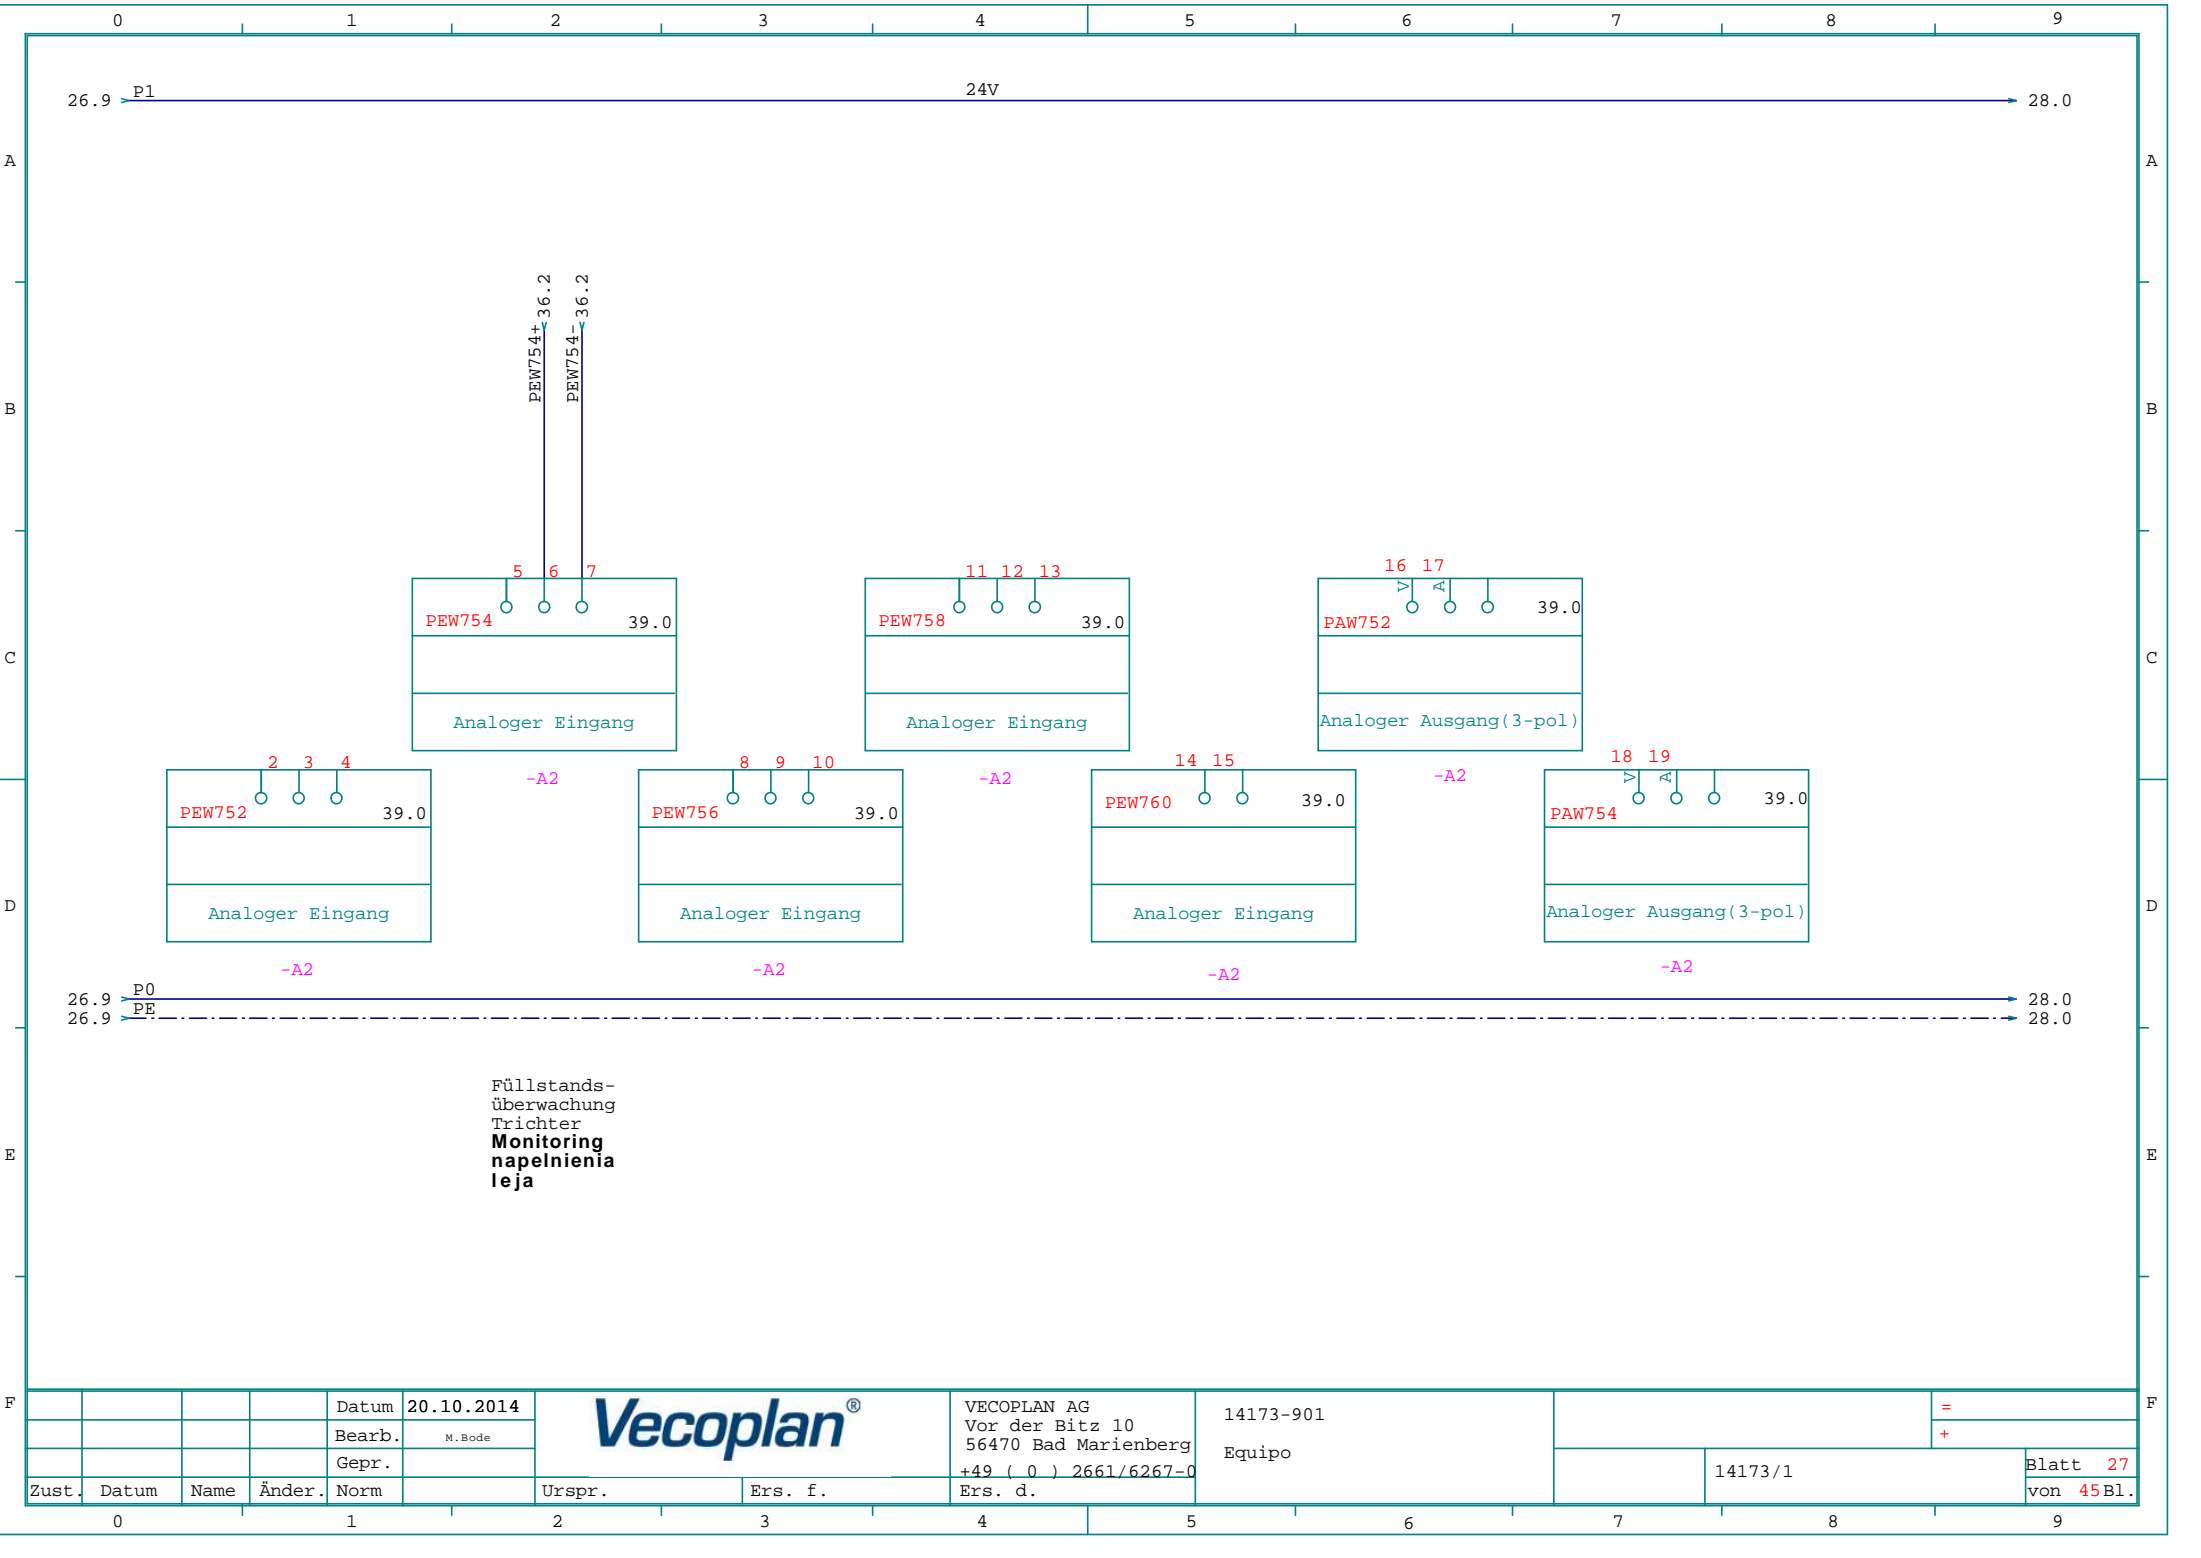 0 1 2 3 4 5 6 7 8 9
26.9 P1 24V 28.0
A A
36.2 36.2
PEW754+ PEW754-
B B
5 6 7 11 12 13 16 17
V A
PEW754 39.0 PEW758 39.0 PAW752 39.0
C C
Analoger Eingang Analoger Eingang Analoger Ausgang(3-pol)
-A2 -A2 -A2
2 3 4 8 9 10 14 15 18 19
V A
PEW752 39.0 PEW756 39.0 PEW760 39.0 PAW754 39.0
D D
Analoger Eingang Analoger Eingang Analoger Eingang Analoger Ausgang(3-pol)
-A2 -A2 -A2 -A2
26.9 P0 28.0
26.9 PE 28.0
Füllstands-
überwachung
Trichter
Monitoring
napelnienia
leja
E E
F F
Datum 20.10.2014
Bearb. M.Bode
Gepr.
Zust. Datum Name Änder. Norm
Vecoplan®
Urspr. Ers. f. Ers. d.
VECOPLAN AG
Vor der Bitz 10
56470 Bad Marienberg
+49 ( 0 ) 2661/6267-0
14173-901
Equipo
14173/1
=
+
Blatt 27
von 45Bl.
0 1 2 3 4 5 6 7 8 9